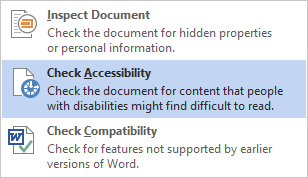 Inspect Document
Check the document for hidden properties
or personal information.
Check Accessibility
Check the document for content that people
with disabilities might find difficult to read.
Check Compatibility
Check for features not supported by earlier
versions of Word.